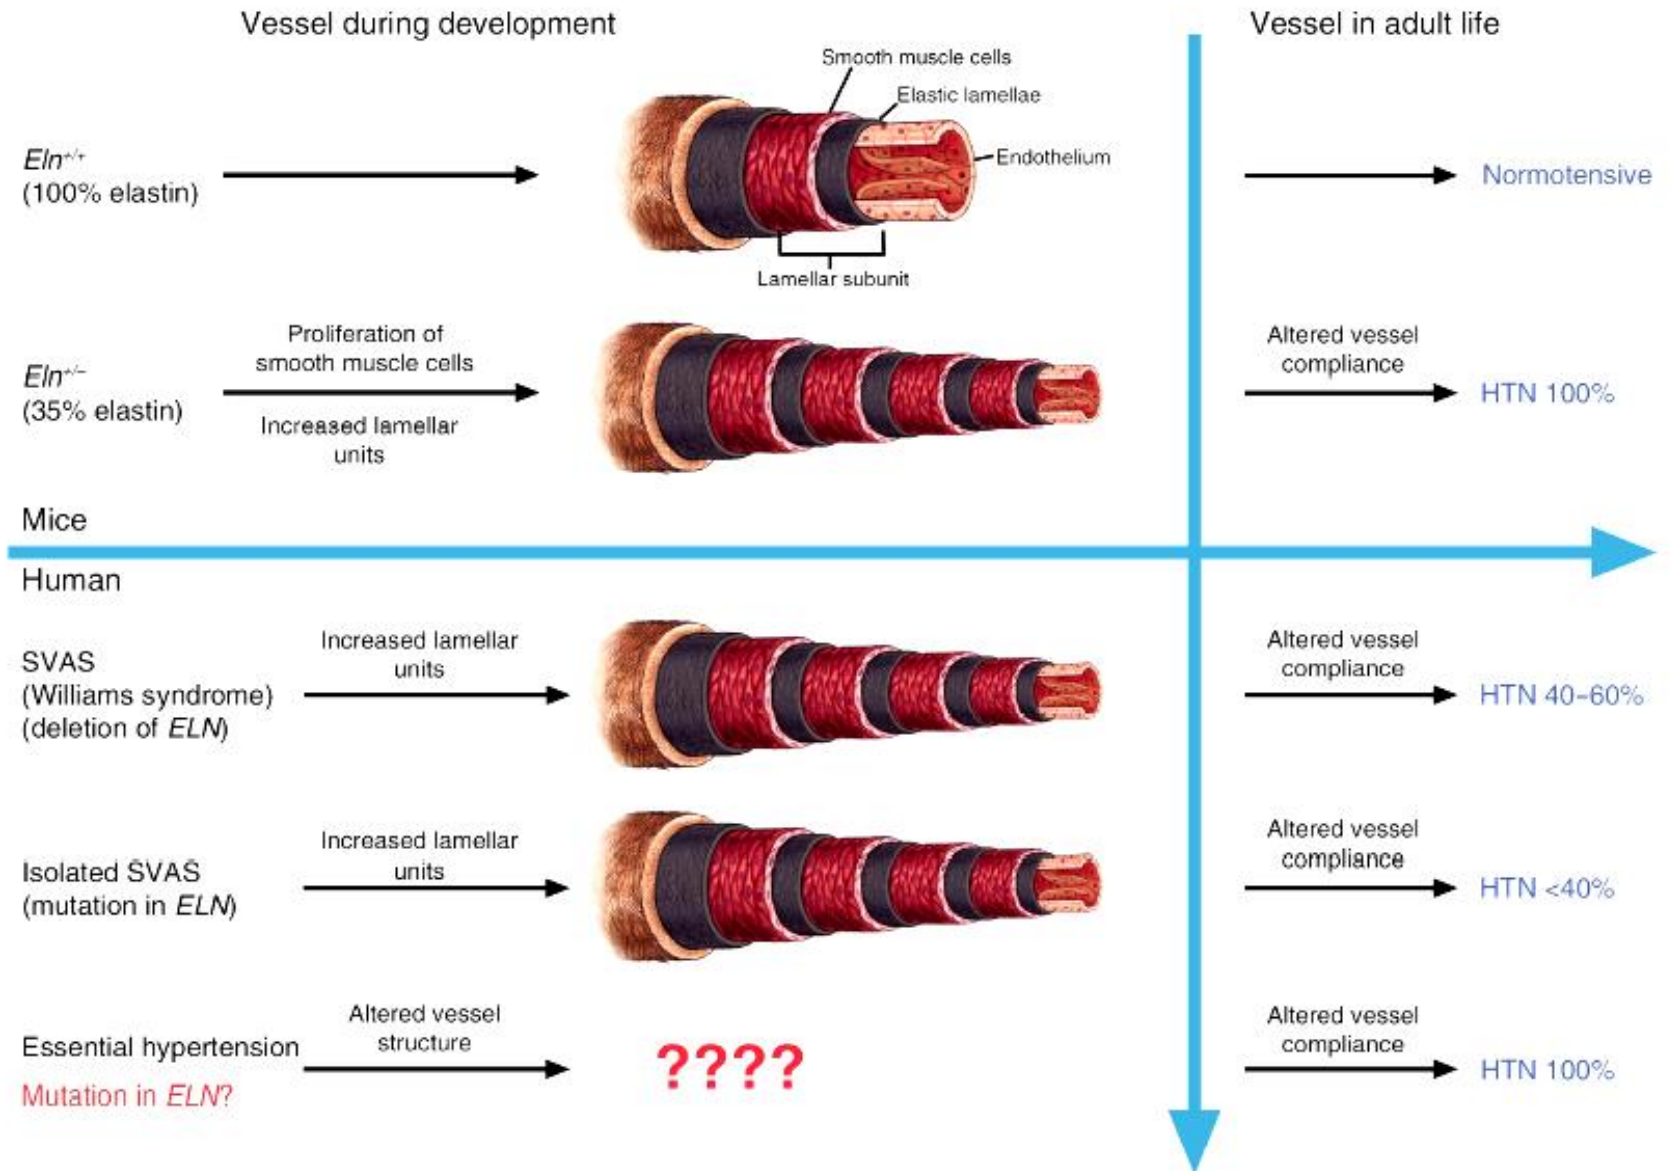 Vessel during development
Vessel in adult life
Smooth muscle cells
Elastic lamellae
Endothelium
Lamellar subunit
Eln+/+
(100% elastin)
Normotensive
Eln+/−
(35% elastin)
Proliferation of
smooth muscle cells
Increased lamellar
units
Altered vessel
compliance
HTN 100%
Mice
Human
SVAS
(Williams syndrome)
(deletion of ELN)
Increased lamellar
units
Altered vessel
compliance
HTN 40–60%
Isolated SVAS
(mutation in ELN)
Increased lamellar
units
Altered vessel
compliance
HTN <40%
Essential hypertension
Mutation in ELN?
Altered vessel
structure
????
Altered vessel
compliance
HTN 100%